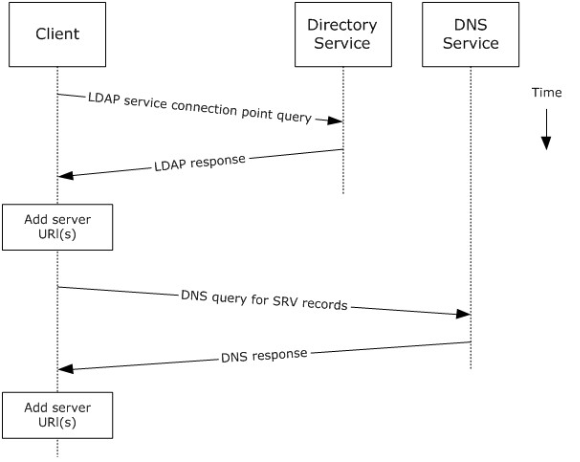 Client
Directory
Service
DNS
Service
Time
LDAP service connection point query
LDAP response
Add server
URI(s)
DNS query for SRV records
DNS response
Add server
URI(s)